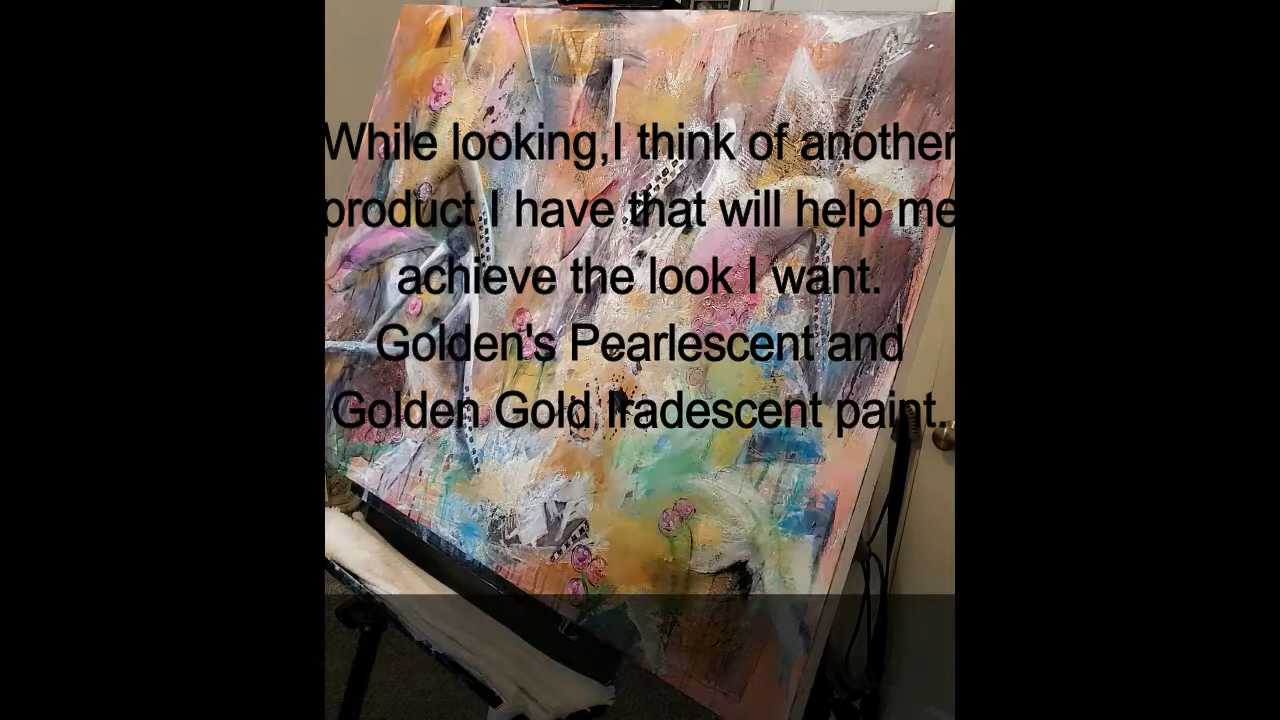 While looking,I think of another
product I have that will help me
achieve the look I want.
Golden's Pearlescent and
Golden Gold Iradescent paint.